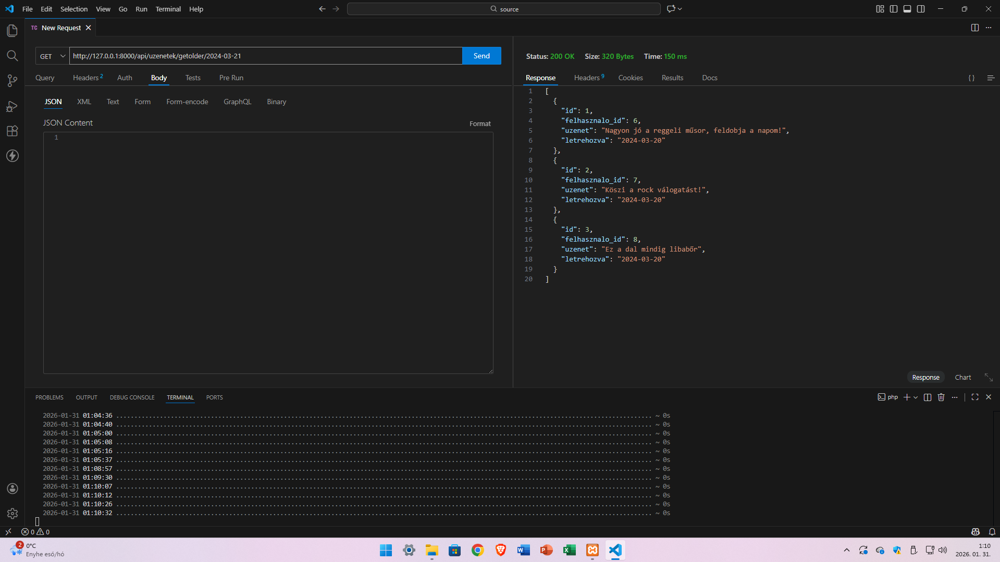 File Edit Selection View Go Run Terminal Help
source
TC New Request
GET http://127.0.0.1:8000/api/uzenetek/getolder/2024-03-21 Send
Query Headers 2 Auth Body Tests Pre Run
JSON XML Text Form Form-encode GraphQL Binary
JSON Content
Format
1
Status: 200 OK Size: 320 Bytes Time: 150 ms
Response Headers 9 Cookies Results Docs { }
1 [
2 {
3 "id": 1,
4 "felhasznalo_id": 6,
5 "uzenet": "Nagyon jó a reggeli műsor, feldobja a napom!",
6 "letrehozva": "2024-03-20"
7 },
8 {
9 "id": 2,
10 "felhasznalo_id": 7,
11 "uzenet": "Köszi a rock válogatást!",
12 "letrehozva": "2024-03-20"
13 },
14 {
15 "id": 3,
16 "felhasznalo_id": 8,
17 "uzenet": "Ez a dal mindig libabőr",
18 "letrehozva": "2024-03-20"
19 }
20 ]
Response Chart
PROBLEMS OUTPUT DEBUG CONSOLE TERMINAL PORTS
php
2026-01-31 01:04:36 ........ ~ 0s
2026-01-31 01:04:40 ........ ~ 0s
2026-01-31 01:05:00 ........ ~ 0s
2026-01-31 01:05:08 ........ ~ 0s
2026-01-31 01:05:16 ........ ~ 0s
2026-01-31 01:05:37 ........ ~ 0s
2026-01-31 01:08:57 ........ ~ 0s
2026-01-31 01:09:30 ........ ~ 0s
2026-01-31 01:10:07 ........ ~ 0s
2026-01-31 01:10:12 ........ ~ 0s
2026-01-31 01:10:26 ........ ~ 0s
2026-01-31 01:10:32 ........ ~ 0s
0 0
2
0°C
Enyhe eső/hó
1:10
2026. 01. 31.